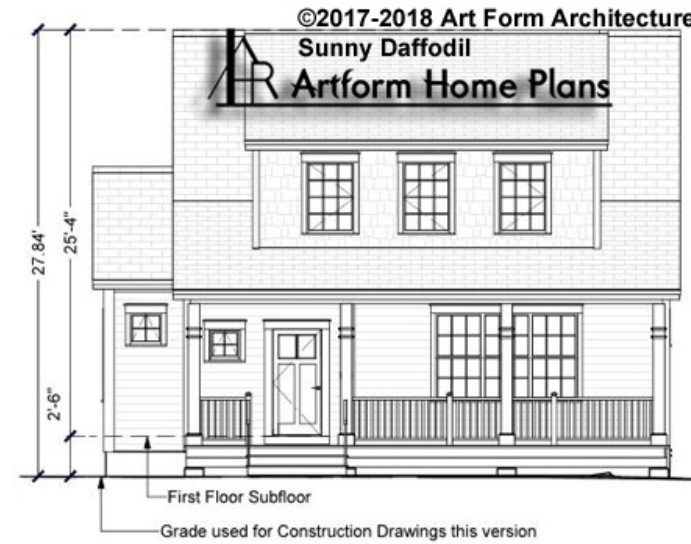 ©2017-2018 Art Form Architecture
Sunny Daffodil
Artform Home Plans
27.84'
25'-4"
2'-6"
First Floor Subfloor
Grade used for Construction Drawings this version